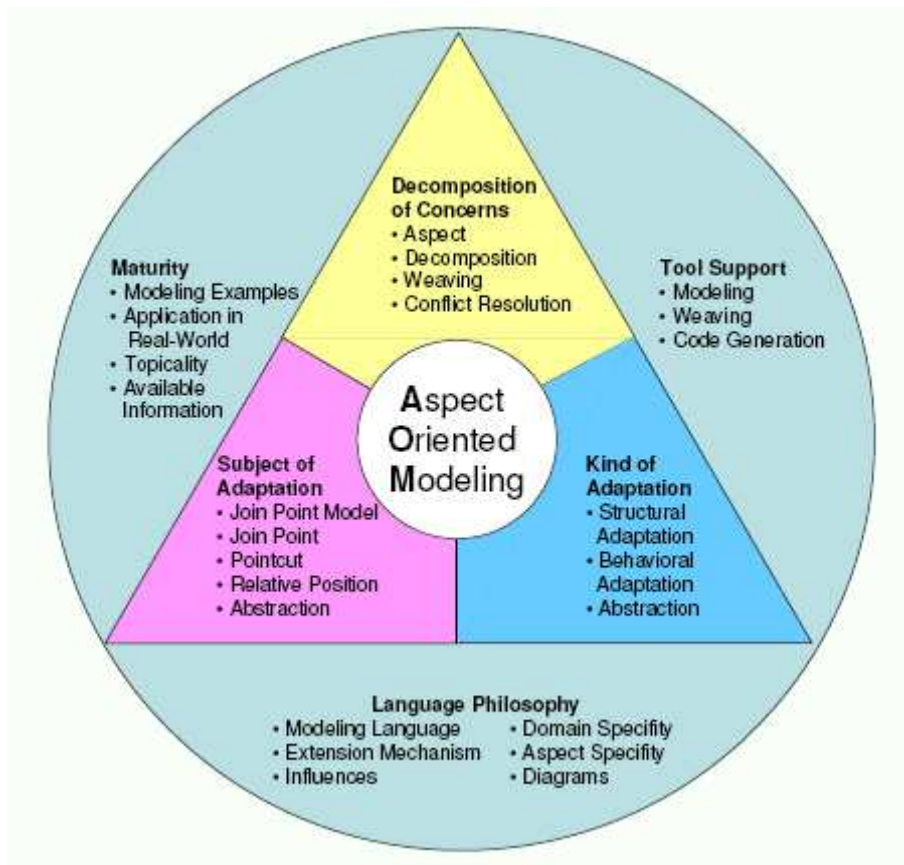 Decomposition
of Concerns
• Aspect
• Decomposition
• Weaving
• Conflict Resolution
Maturity
• Modeling Examples
• Application in
Real-World
• Topicality
• Available
Information
Tool Support
• Modeling
• Weaving
• Code Generation
Aspect
Oriented
Modeling
Subject of
Adaptation
• Join Point Model
• Join Point
• Pointcut
• Relative Position
• Abstraction
Kind of
Adaptation
• Structural
Adaptation
• Behavioral
Adaptation
• Abstraction
Language Philosophy
• Modeling Language
• Extension Mechanism
• Influences
• Domain Specifity
• Aspect Specifity
• Diagrams